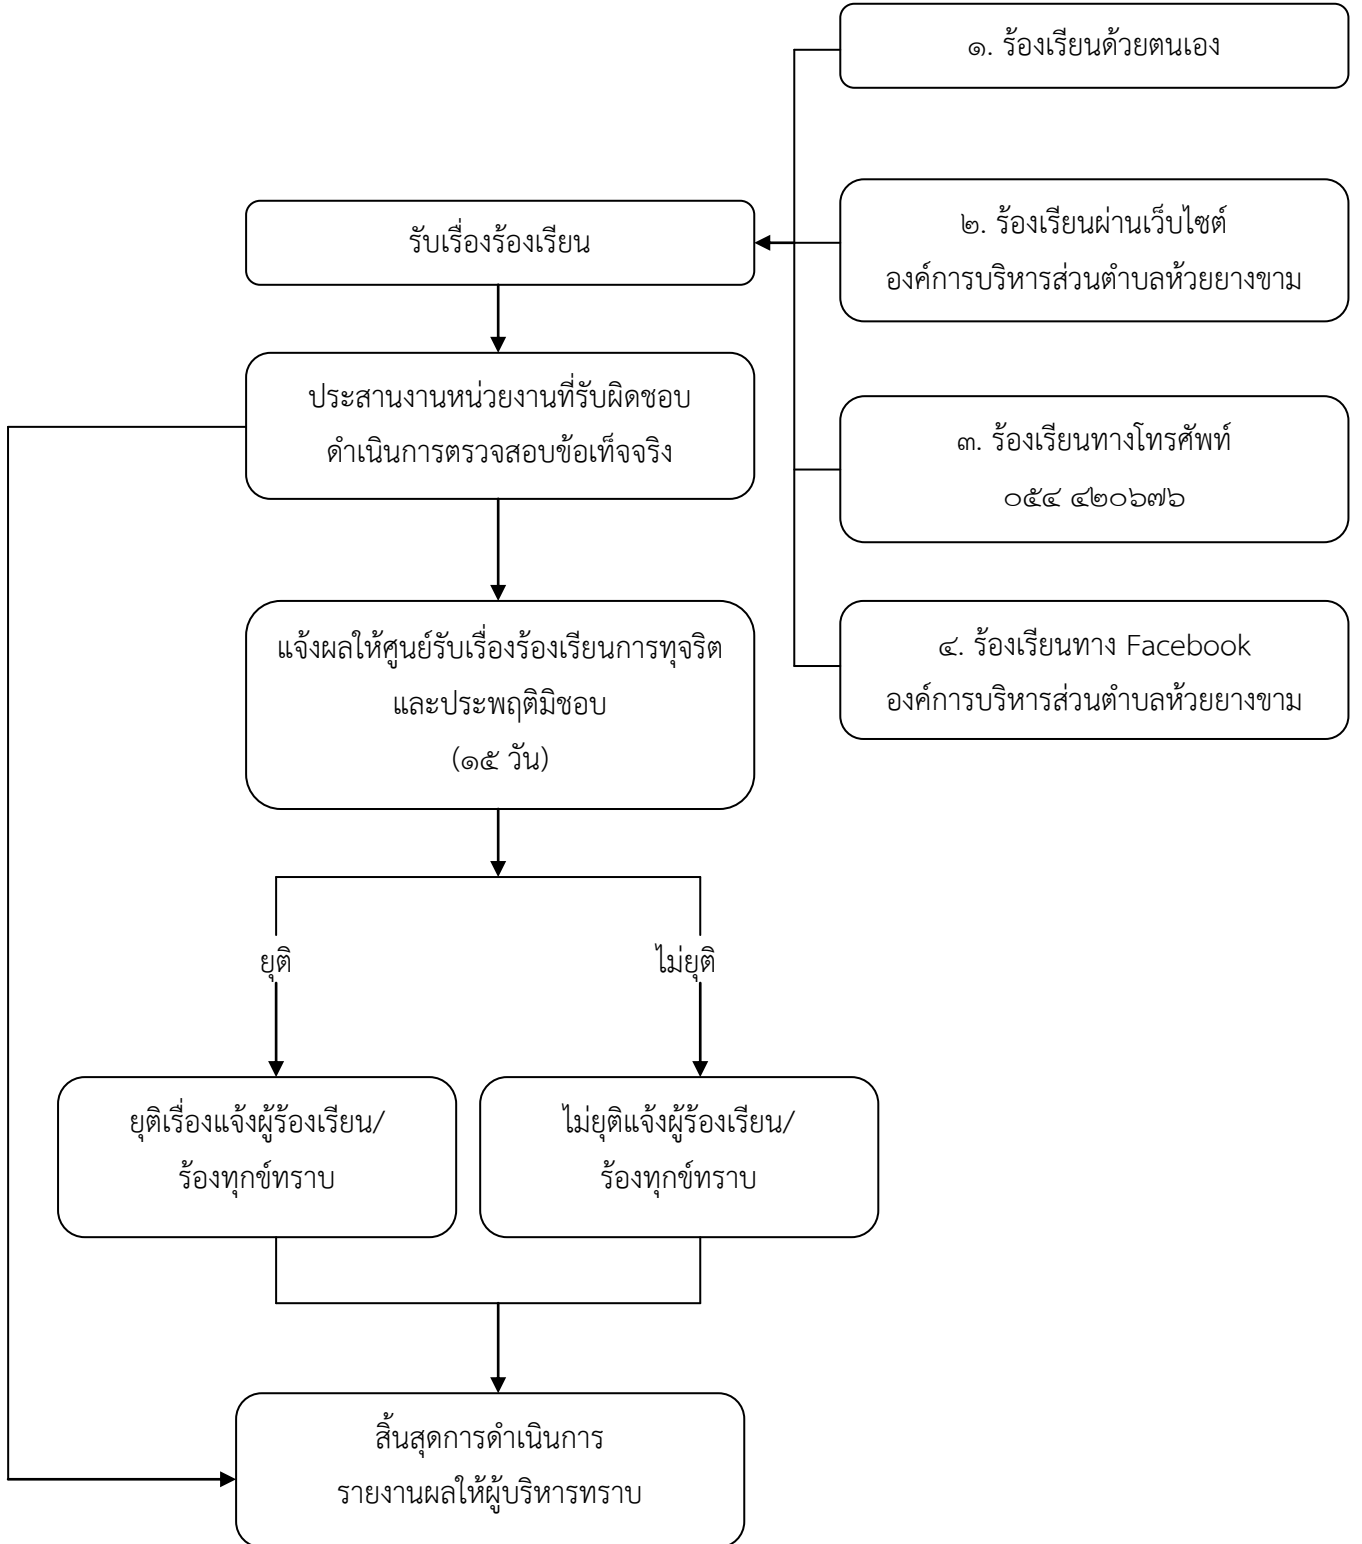 ๑. ร้องเรียนด้วยตนเอง
๒. ร้องเรียนผ่านเว็บไซต์
องค์การบริหารส่วนตำบลห้วยยางขาม
๓. ร้องเรียนทางโทรศัพท์
๐๕๔ ๔๒๐๖๗๖
๔. ร้องเรียนทาง Facebook
องค์การบริหารส่วนตำบลห้วยยางขาม
รับเรื่องร้องเรียน
ประสานงานหน่วยงานที่รับผิดชอบ
ดำเนินการตรวจสอบข้อเท็จจริง
แจ้งผลให้ศูนย์รับเรื่องร้องเรียนการทุจริต
และประพฤติมิชอบ
(๑๕ วัน)
ยุติ
ไม่ยุติ
ยุติเรื่องแจ้งผู้ร้องเรียน/
ร้องทุกข์ทราบ
ไม่ยุติแจ้งผู้ร้องเรียน/
ร้องทุกข์ทราบ
สิ้นสุดการดำเนินการ
รายงานผลให้ผู้บริหารทราบ